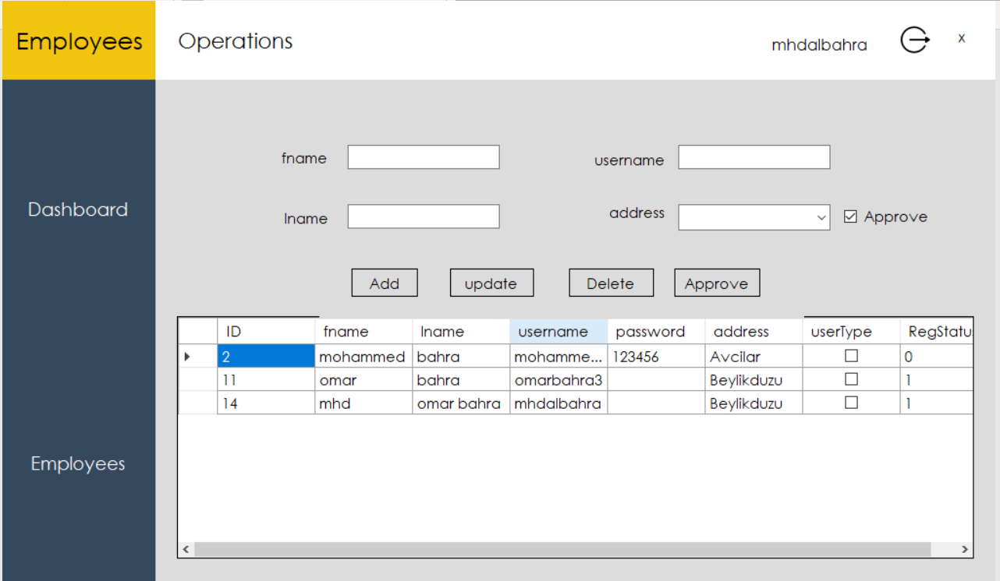 Employees Operations mhdalbahra x
fname username
Dashboard
lname address Approve
Add update Delete Approve
ID fname lname username password address userType RegStatu
2 mohammed bahra mohamme... 123456 Avcilar 0
11 omar bahra omarbahra3 Beylikduzu 1
14 mhd omar bahra mhdalbahra Beylikduzu 1
Employees